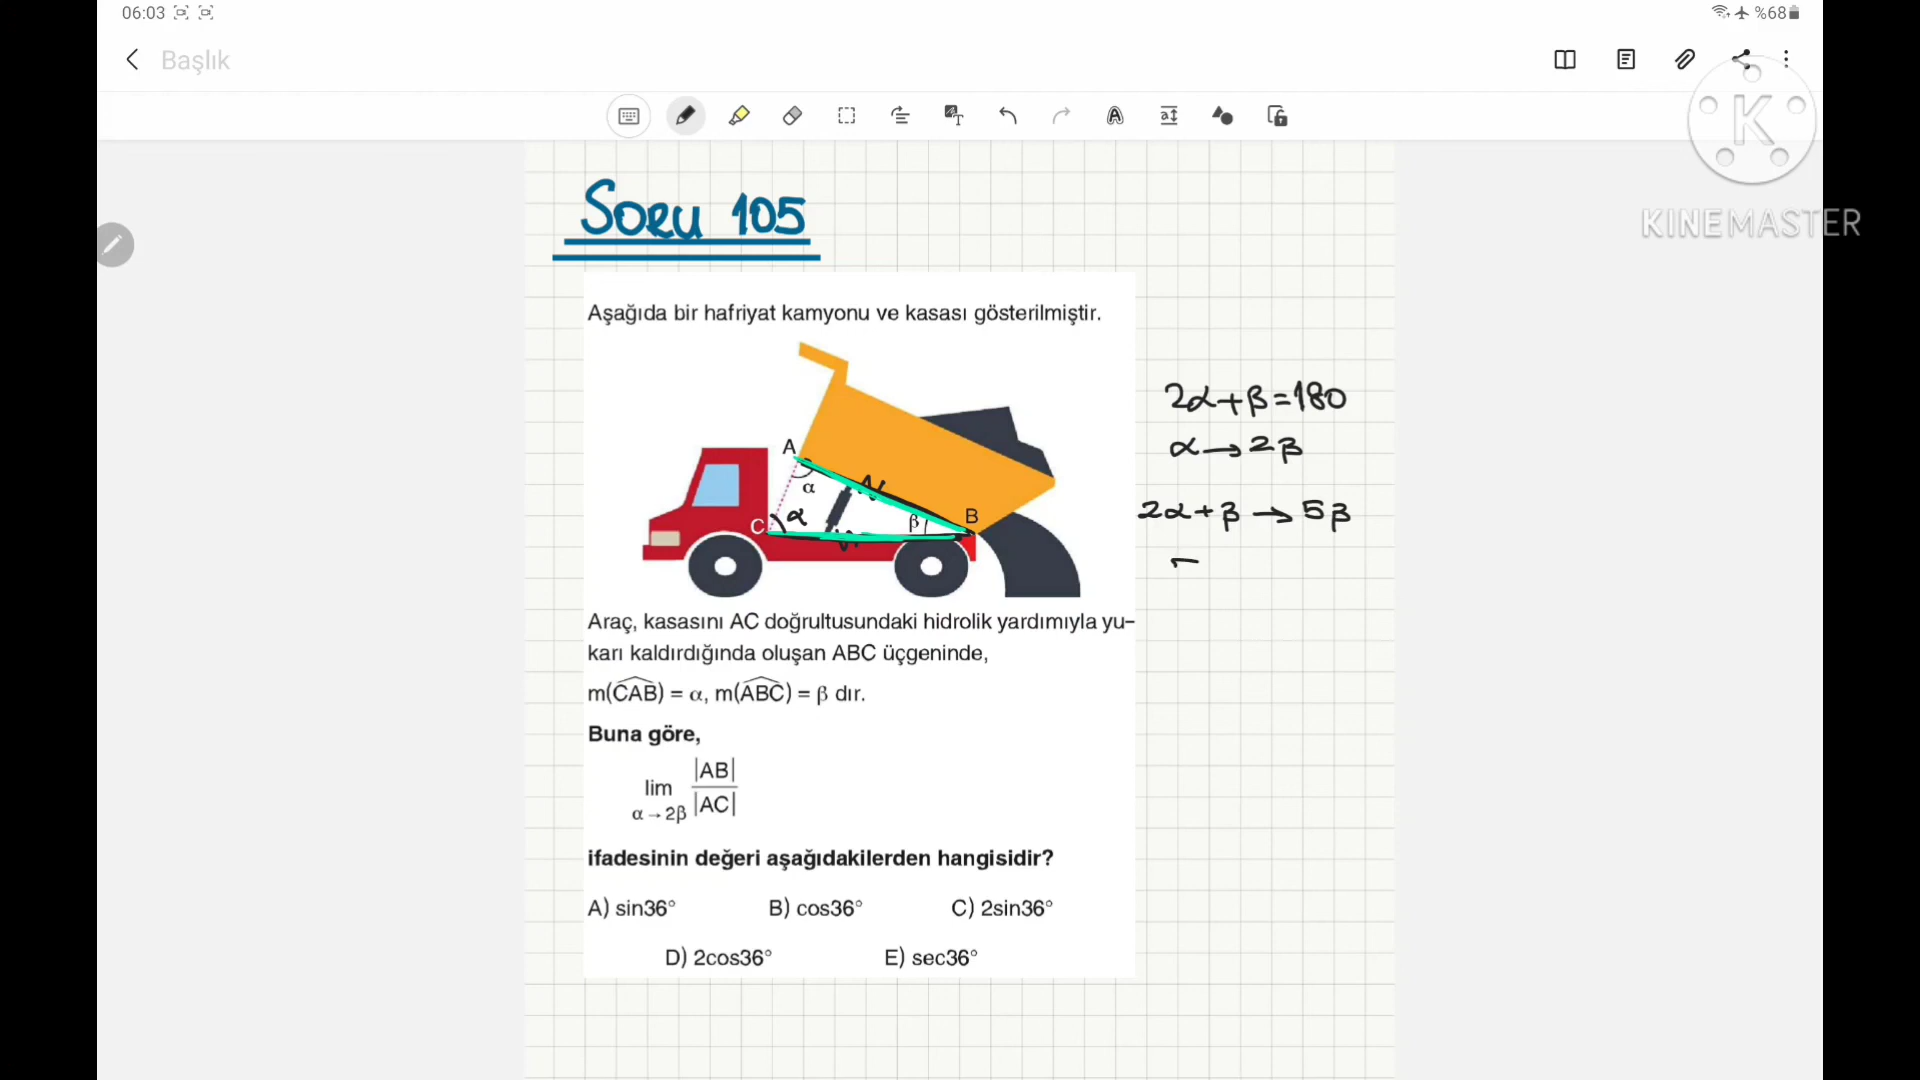 06:03 %68
Başlık
KINEMASTER
Soru 105
Aşağıda bir hafriyat kamyonu ve kasası gösterilmiştir.
A
α
C α β B
2α+β=180
α→2β
2α+β→5β
Araç, kasasını AC doğrultusundaki hidrolik yardımıyla yu-
karı kaldırdığında oluşan ABC üçgeninde,
m(CAB) = α, m(ABC) = β dır.
Buna göre,
lim |AB|
α→2β |AC|
ifadesinin değeri aşağıdakilerden hangisidir?
A) sin36° B) cos36° C) 2sin36°
D) 2cos36° E) sec36°